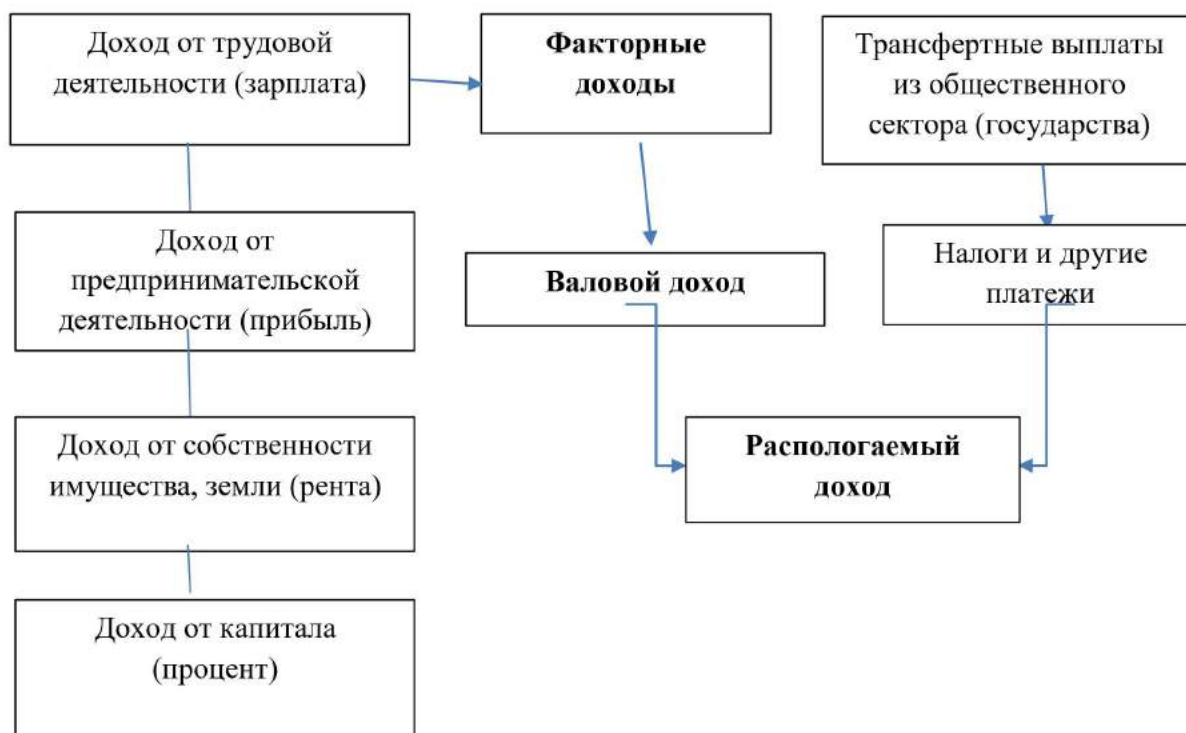 Доход от трудовой
деятельности (зарплата)
Факторные
доходы
Трансфертные выплаты
из общественного
сектора (государства)
Доход от
предпринимательской
деятельности (прибыль)
Валовой доход
Налоги и другие
платежи
Доход от собственности
имущества, земли (рента)
Распологаемый
доход
Доход от капитала
(процент)